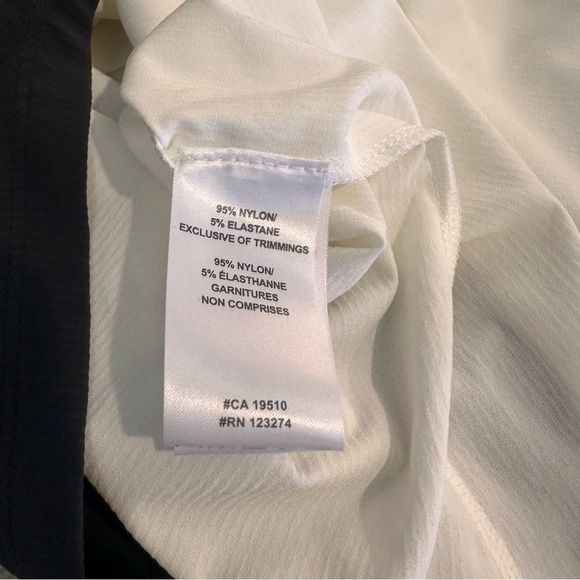 95% NYLON/
5% ELASTANE
EXCLUSIVE OF TRIMMINGS
95% NYLON/
5% ÉLASTHANNE
GARNITURES
NON COMPRISES
#CA 19510
#RN 123274